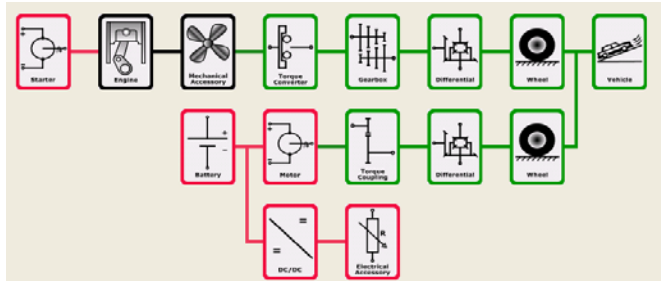 Starter
Engine
Mechanical
Accessory
Torque
Converter
Gearbox
Differential
Wheel
Vehicle
+
−
Battery
+
Motor
Torque
Coupling
Differential
Wheel
=
=
DC/DC
R
Electrical
Accessory